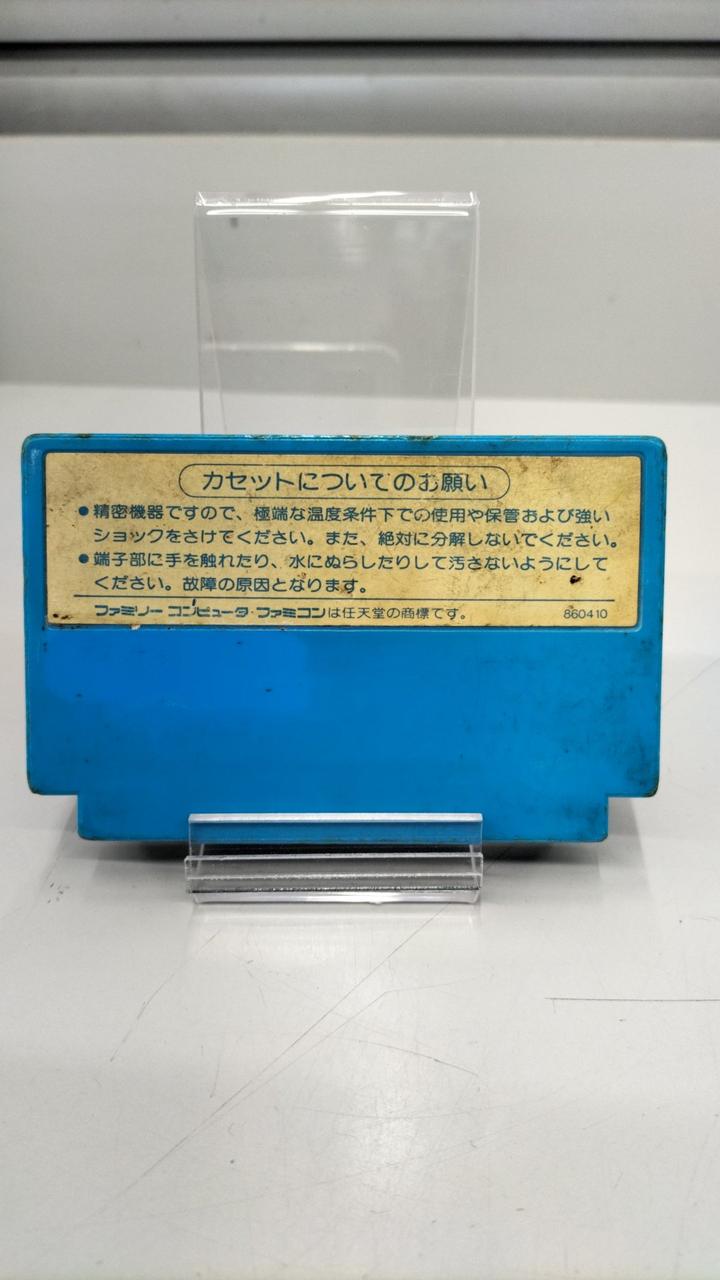 カセットについてのお願い
●精密機器ですので、極端な温度条件下での使用や保管および強い
ショックをさけてください。また、絶対に分解しないでください。
●端子部に手を触れたり、水にぬらしたりして汚さないようにして
ください。故障の原因となります。
ファミリー コンピュータ・ファミコンは任天堂の商標です。 860410